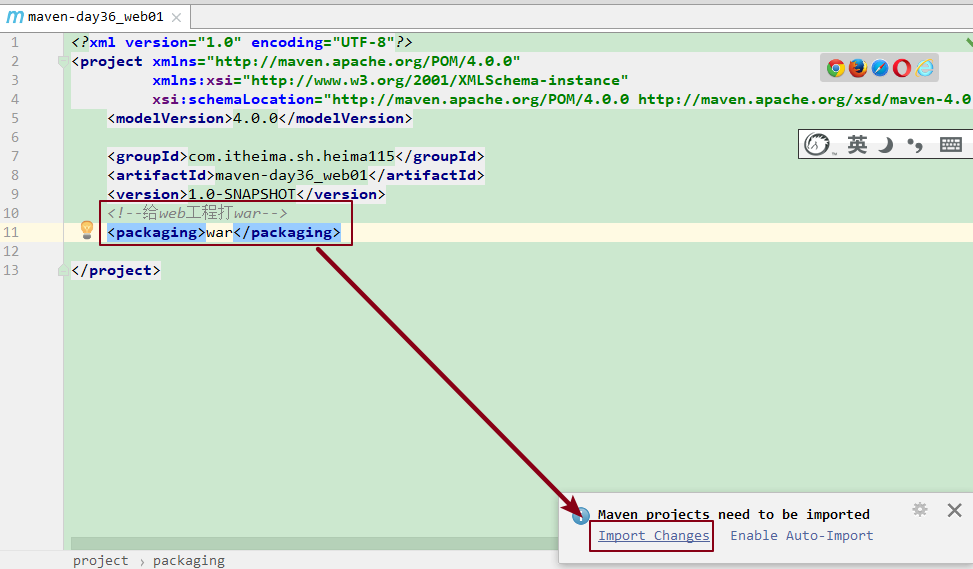 maven-day36_web01
1 <?xml version="1.0" encoding="UTF-8"?>
2 <project xmlns="http://maven.apache.org/POM/4.0.0"
3 xmlns:xsi="http://www.w3.org/2001/XMLSchema-instance"
4 xsi:schemaLocation="http://maven.apache.org/POM/4.0.0 http://maven.apache.org/xsd/maven-4.0
5 <modelVersion>4.0.0</modelVersion>
6
英
7 <groupId>com.itheima.sh.heima115</groupId>
8 <artifactId>maven-day36_web01</artifactId>
9 <version>1.0-SNAPSHOT</version>
10 <!--给web工程打war-->
11 <packaging>war</packaging>
12
13 </project>
Maven projects need to be imported
Import Changes Enable Auto-Import
project › packaging